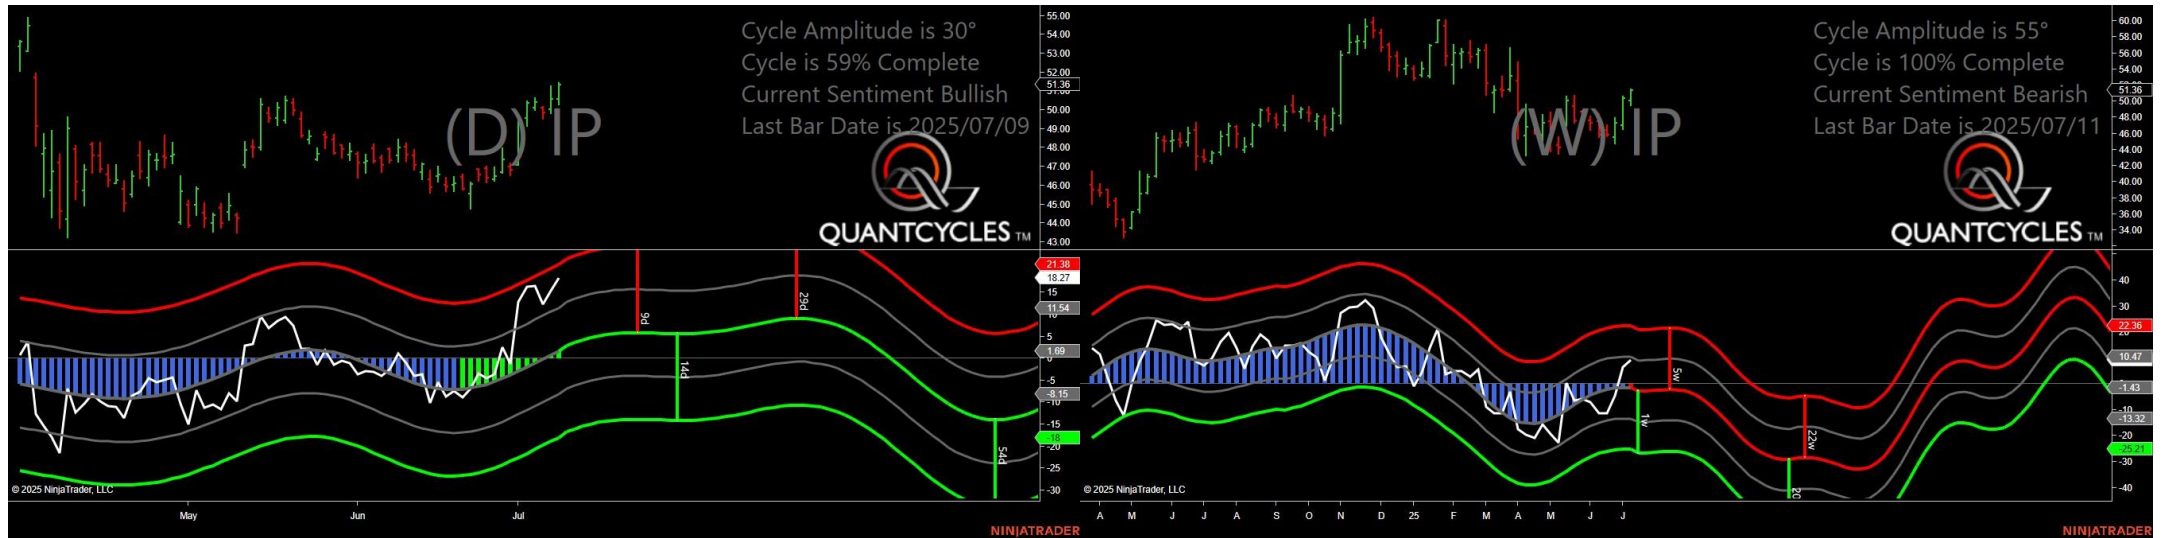 Cycle Amplitude is 30°
Cycle is 59% Complete
Current Sentiment Bullish
Last Bar Date is 2025/07/09
(D) IP
QUANTCYCLES TM
55.00
54.00
53.00
52.00
51.36
50.00
49.00
48.00
47.00
46.00
45.00
44.00
43.00
21.38
18.27
15
11.54
5
1.69
-5
-8.15
-10
-15
-18
-20
-25
-30
9d
14d
29d
54d
© 2025 NinjaTrader, LLC
May Jun Jul
NINJATRADER
Cycle Amplitude is 55°
Cycle is 100% Complete
Current Sentiment Bearish
Last Bar Date is 2025/07/11
(W) IP
QUANTCYCLES TM
60.00
58.00
56.00
54.00
51.36
50.00
48.00
46.00
44.00
42.00
40.00
38.00
36.00
34.00
40
30
22.36
10.47
-1.43
-10
-13.32
-20
-25.21
-30
-40
1w
5w
22w
© 2025 NinjaTrader, LLC
A M J J A S O N D 25 F M A M J J
NINJATRADER